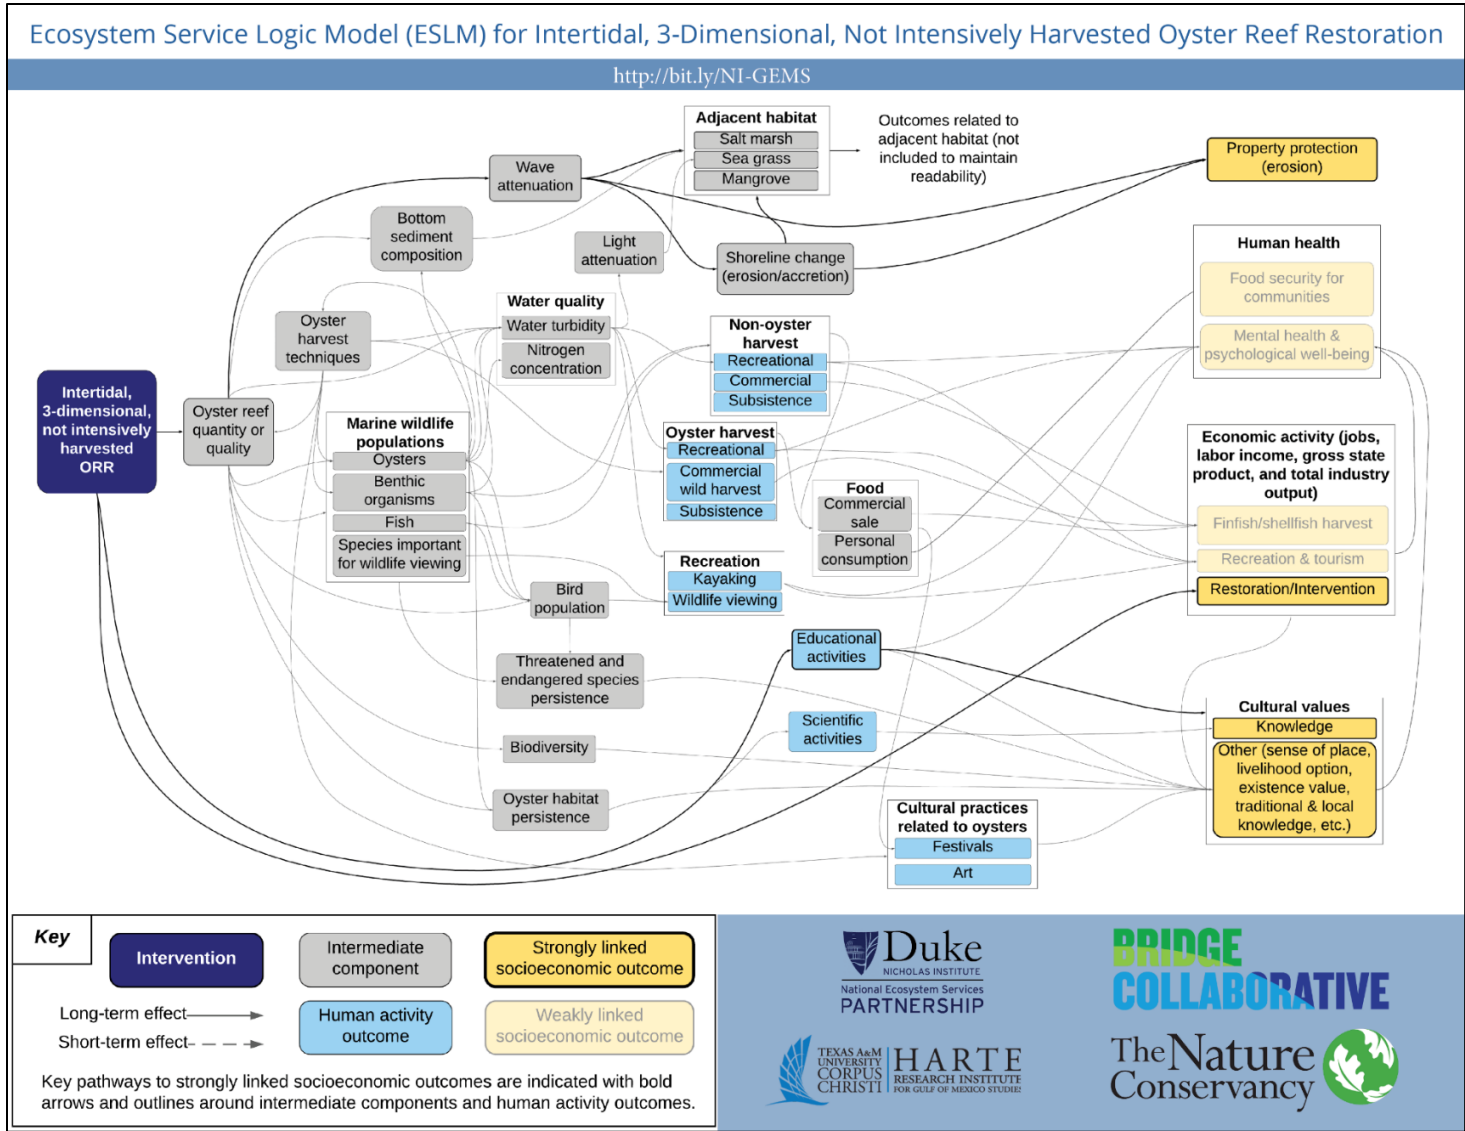 Ecosystem Service Logic Model (ESLM) for Intertidal, 3-Dimensional, Not Intensively Harvested Oyster Reef Restoration
http://bit.ly/NI-GEMS
Adjacent habitat
Salt marsh
Sea grass
Mangrove
Outcomes related to
adjacent habitat (not
included to maintain
readability)
Property protection
(erosion)
Wave
attenuation
Bottom
sediment
composition
Light
attenuation
Shoreline change
(erosion/accretion)
Human health
Food security for
communities
Mental health &
psychological well-being
Oyster
harvest
techniques
Water quality
Water turbidity
Nitrogen
concentration
Non-oyster
harvest
Recreational
Commercial
Subsistence
Intertidal,
3-dimensional,
not intensively
harvested
ORR
Oyster reef
quantity or
quality
Marine wildlife
populations
Oysters
Benthic
organisms
Fish
Species important
for wildlife viewing
Oyster harvest
Recreational
Commercial
wild harvest
Subsistence
Food
Commercial
sale
Personal
consumption
Economic activity (jobs,
labor income, gross state
product, and total industry
output)
Finfish/shellfish harvest
Recreation & tourism
Restoration/Intervention
Recreation
Kayaking
Wildlife viewing
Bird
population
Threatened and
endangered species
persistence
Educational
activities
Scientific
activities
Biodiversity
Oyster habitat
persistence
Cultural values
Knowledge
Other (sense of place,
livelihood option,
existence value,
traditional & local
knowledge, etc.)
Cultural practices
related to oysters
Festivals
Art
Key
Intervention
Intermediate
component
Strongly linked
socioeconomic outcome
Long-term effect
Short-term effect
Human activity
outcome
Weakly linked
socioeconomic outcome
Key pathways to strongly linked socioeconomic outcomes are indicated with bold
arrows and outlines around intermediate components and human activity outcomes.
Duke
NICHOLAS INSTITUTE
National Ecosystem Services
PARTNERSHIP
BRIDGE
COLLABORATIVE
TEXAS A&M
UNIVERSITY
CORPUS
CHRISTI
HARTE
RESEARCH INSTITUTE
FOR GULF OF MEXICO STUDIES
The Nature
Conservancy